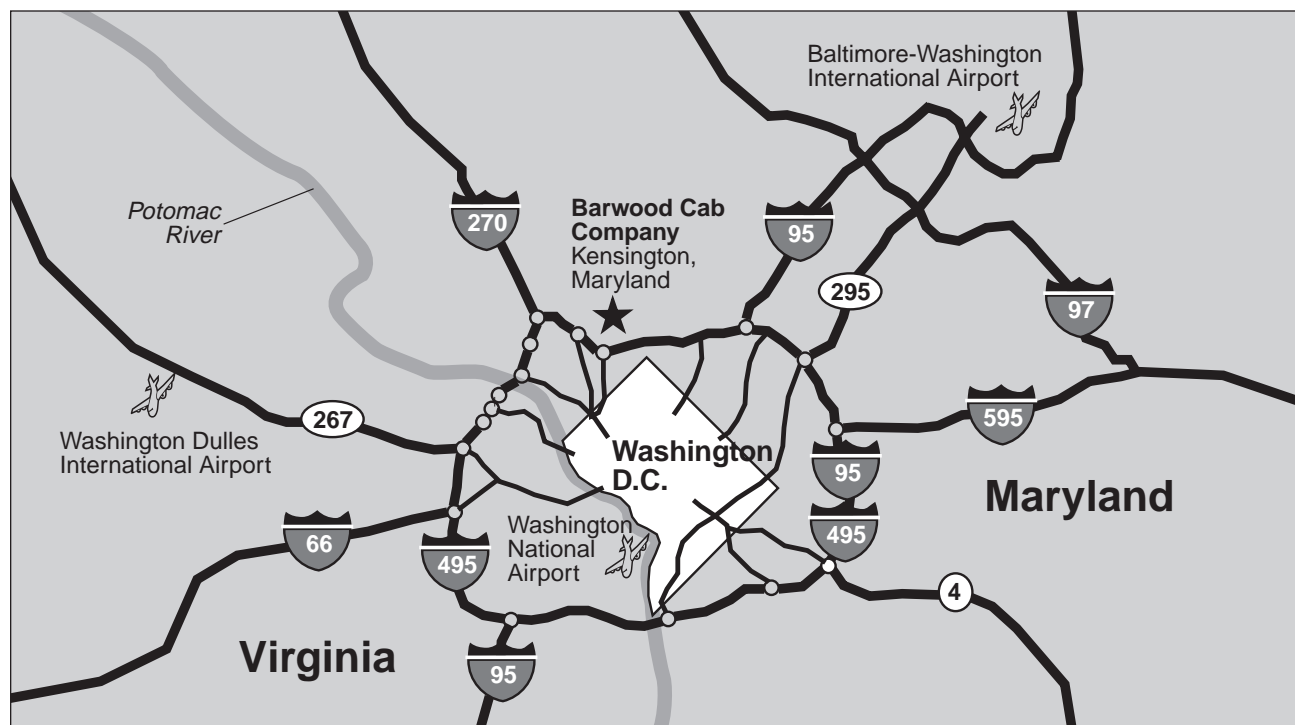 Baltimore-Washington
International Airport
Potomac
River
270
Barwood Cab
Company
Kensington,
Maryland
95
295
97
267
Washington Dulles
International Airport
595
Washington
D.C.
95
Maryland
66
495
Washington
National
Airport
495
4
Virginia
95